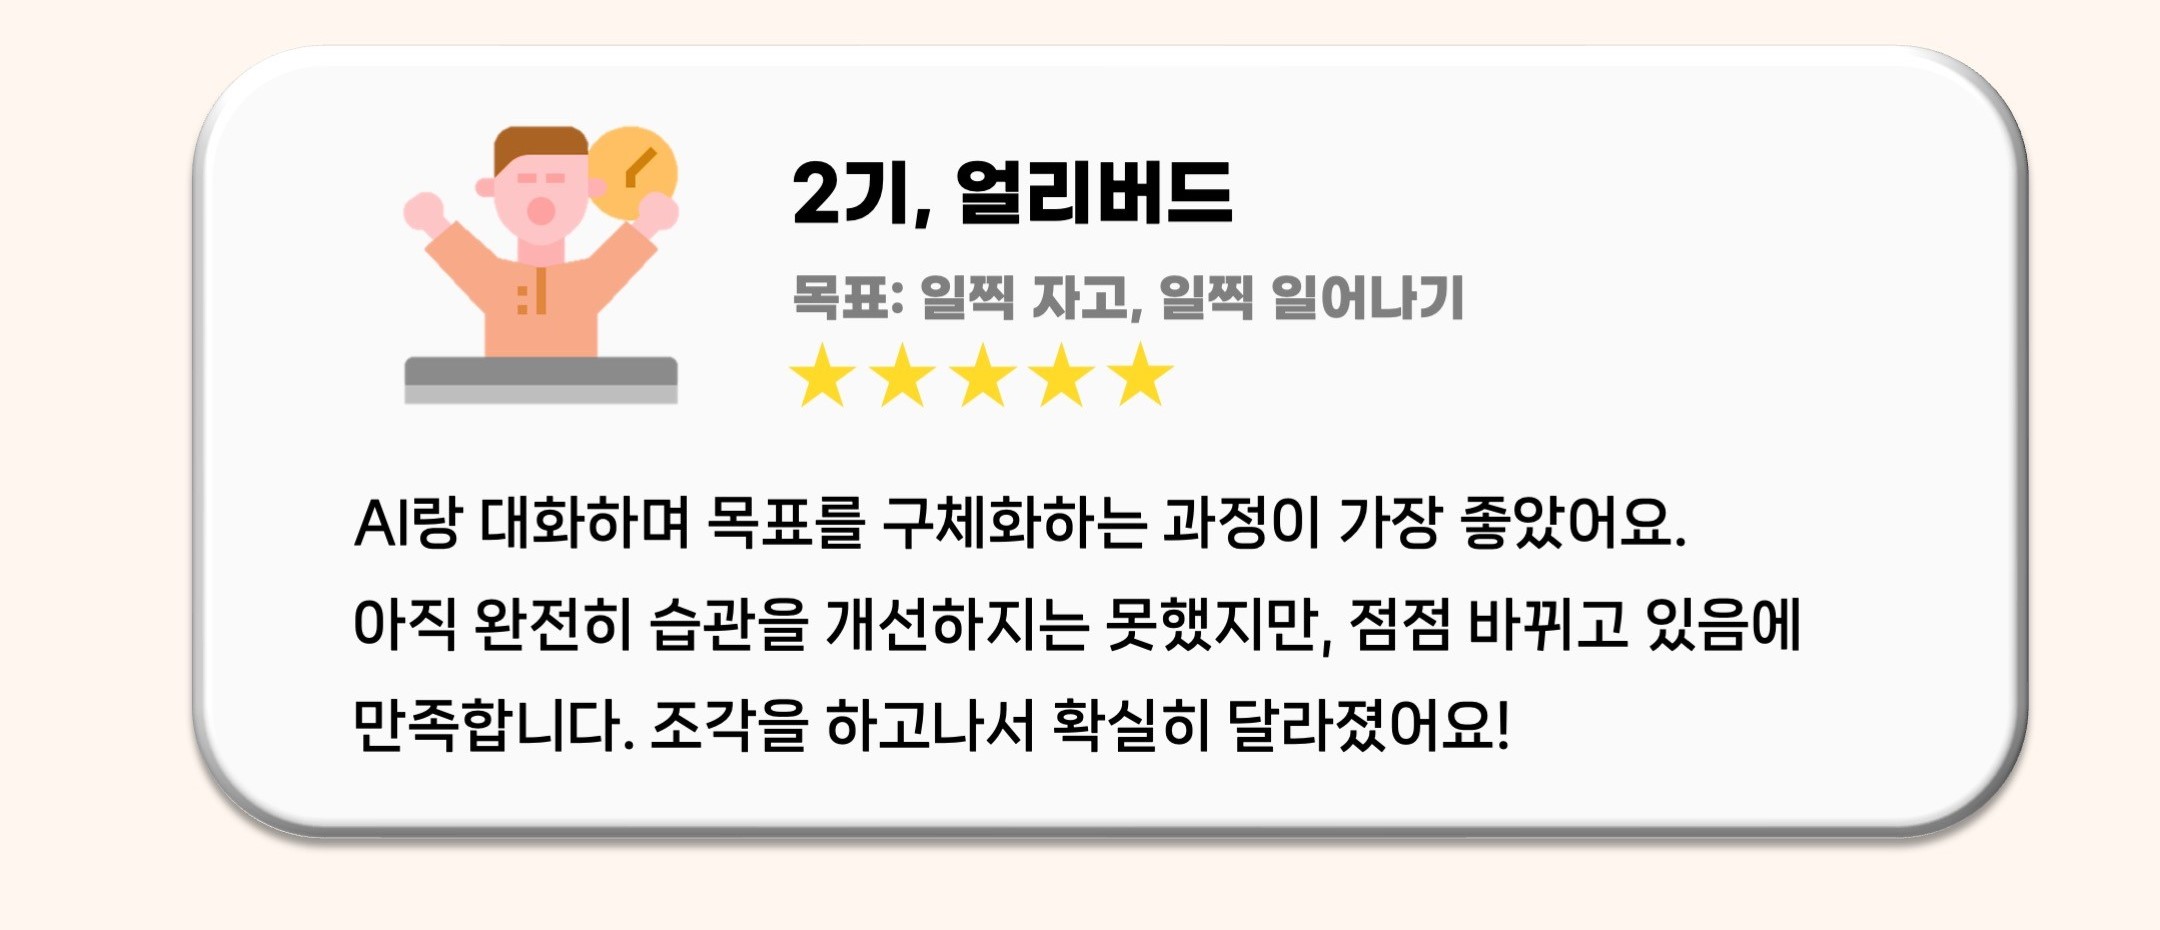 2기, 얼리버드
목표: 일찍 자고, 일찍 일어나기
AI랑 대화하며 목표를 구체화하는 과정이 가장 좋았어요.
아직 완전히 습관을 개선하지는 못했지만, 점점 바뀌고 있음에
만족합니다. 조각을 하고나서 확실히 달라졌어요!